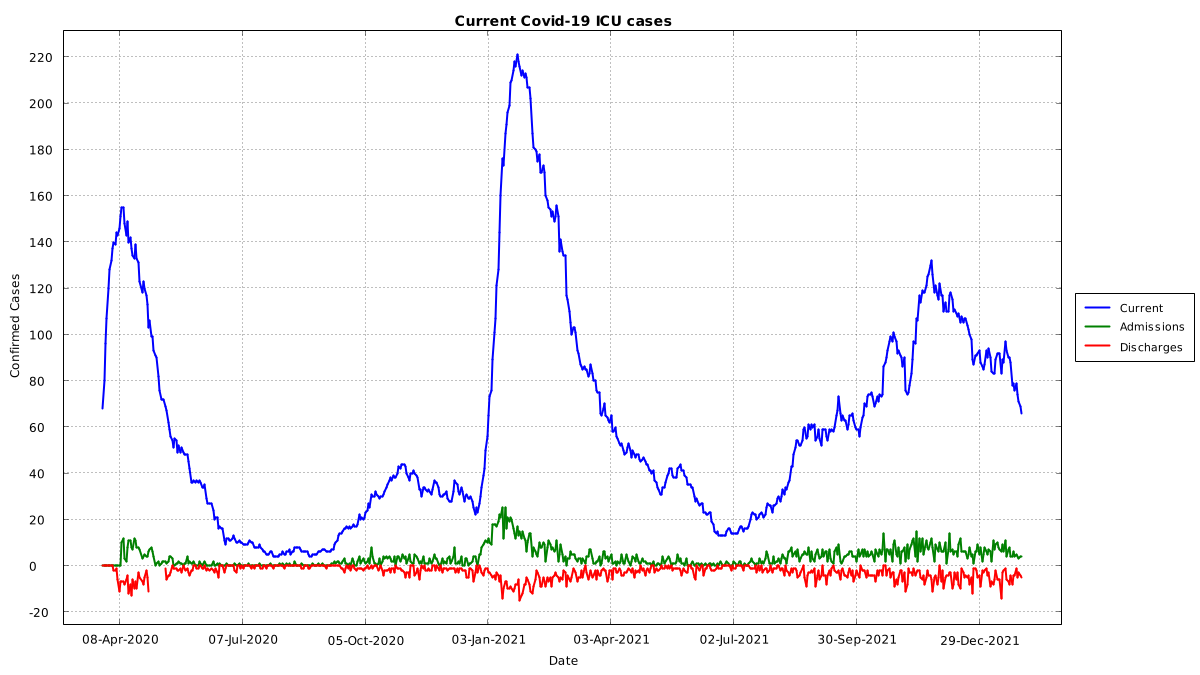 Current Covid-19 ICU cases
220
200
180
160
140
120
100
80
60
40
20
0
-20
Confirmed Cases
08-Apr-2020
07-Jul-2020
05-Oct-2020
03-Jan-2021
03-Apr-2021
02-Jul-2021
30-Sep-2021
29-Dec-2021
Date
Current
Admissions
Discharges